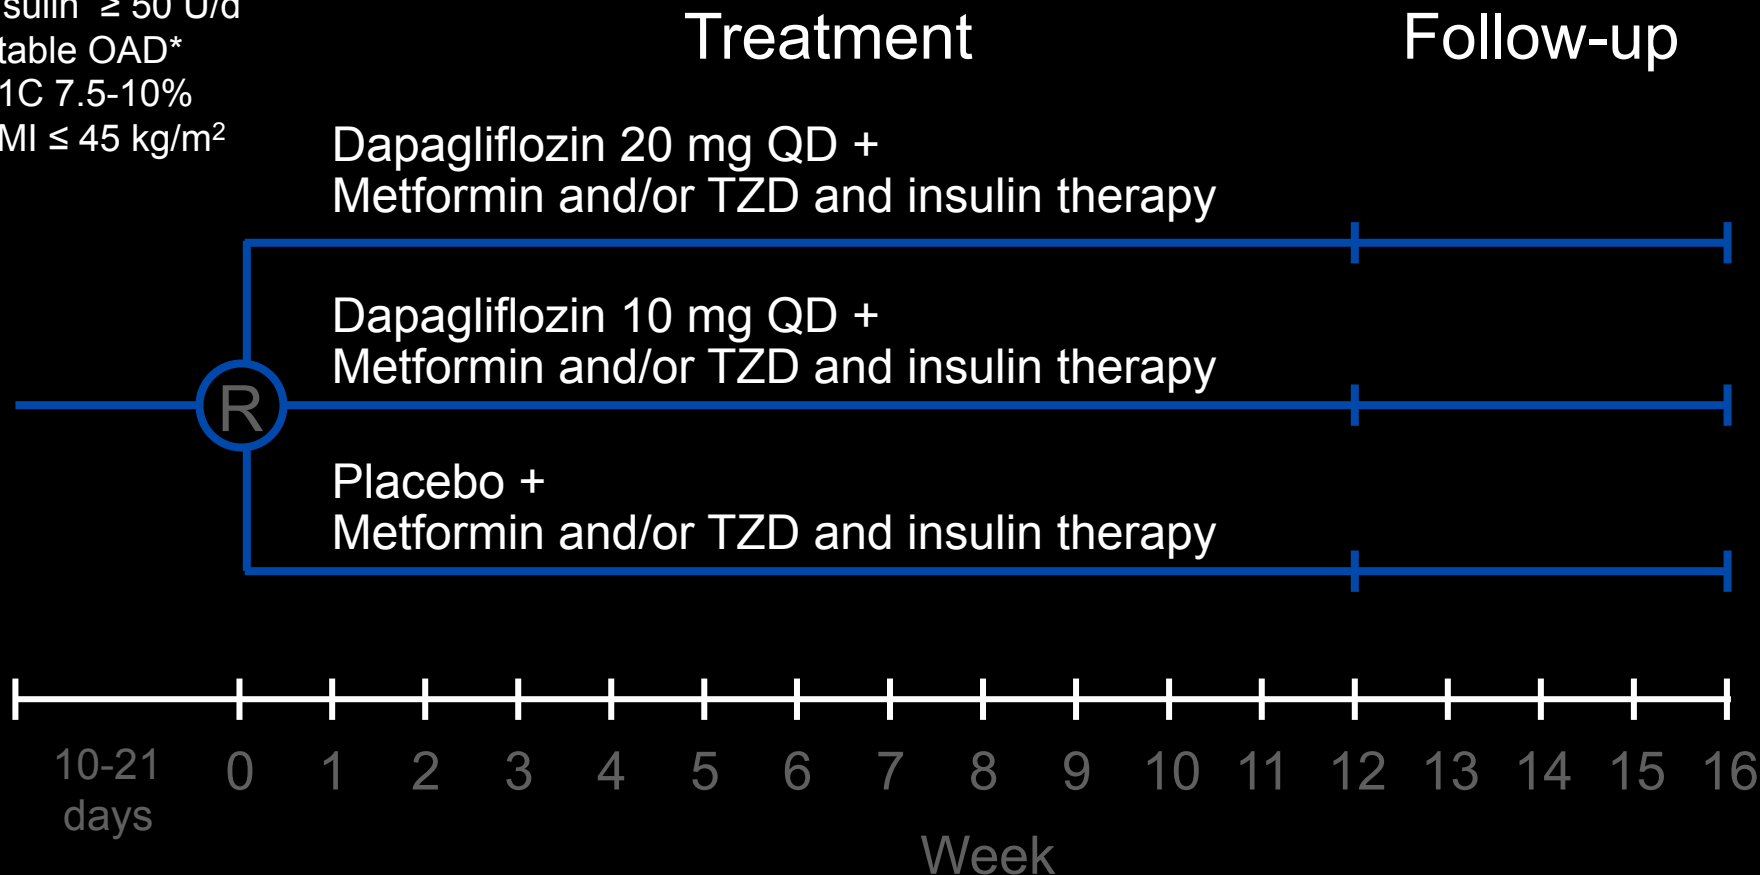 sulin ≥ 50 U/d
table OAD*
1C 7.5-10%
MI ≤ 45 kg/m²
Treatment
Follow-up
Dapagliflozin 20 mg QD +
Metformin and/or TZD and insulin therapy
Dapagliflozin 10 mg QD +
Metformin and/or TZD and insulin therapy
R
Placebo +
Metformin and/or TZD and insulin therapy
10-21
days
0 1 2 3 4 5 6 7 8 9 10 11 12 13 14 15 16
Week